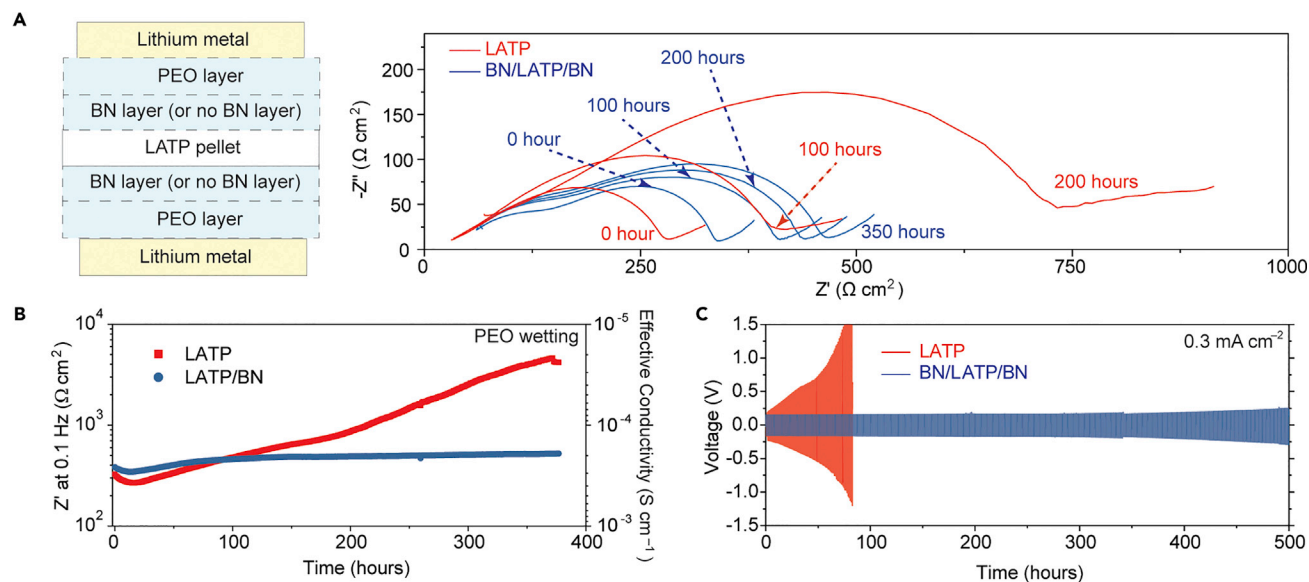 A
Lithium metal
PEO layer
BN layer (or no BN layer)
LATP pellet
BN layer (or no BN layer)
PEO layer
Lithium metal
-Z'' (Ω cm²)
200
150
100
50
0
LATP
BN/LATP/BN
0 hour
100 hours
200 hours
100 hours
200 hours
0 hour
350 hours
0
250
500
750
1000
Z' (Ω cm²)
B
Z' at 0.1 Hz (Ω cm²)
10⁴
10³
10²
LATP
LATP/BN
PEO wetting
10⁻⁵
10⁻⁴
10⁻³
Effective Conductivity (S cm⁻¹)
0
100
200
300
400
Time (hours)
C
Voltage (V)
1.5
1.0
0.5
0.0
-0.5
-1.0
-1.5
LATP
BN/LATP/BN
0.3 mA cm⁻²
0
100
200
300
400
500
Time (hours)